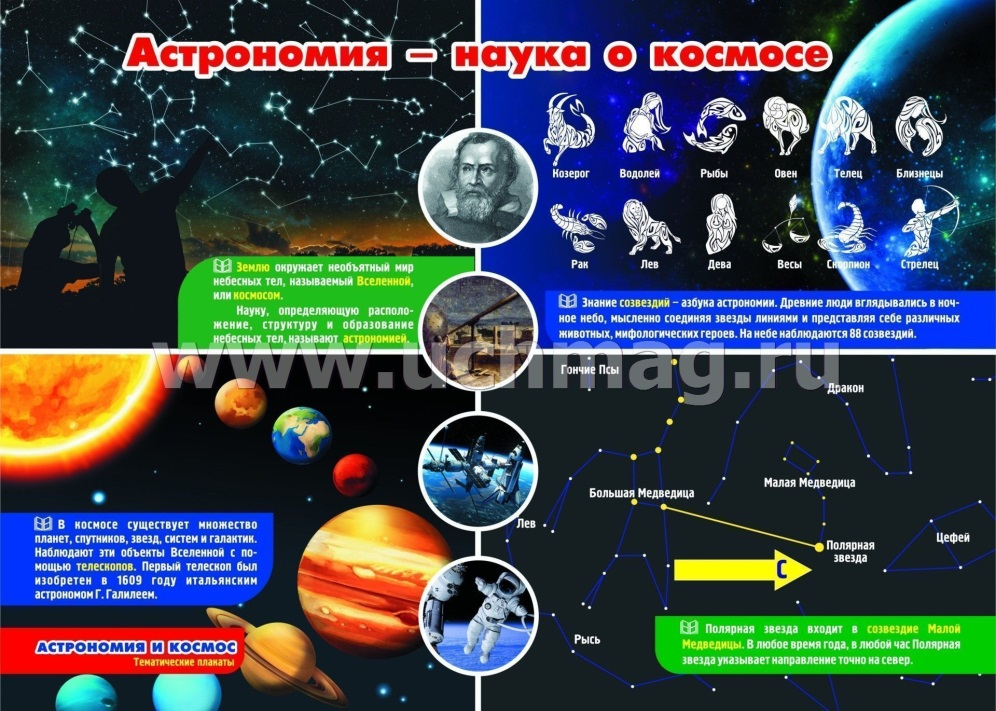 Астрономия – наука о космосе
Козерог Водолей Рыбы Овен Телец Близнецы
Рак Лев Дева Весы Скорпион Стрелец
Землю окружает необъятный мир
небесных тел, называемый Вселенной,
или космосом.
Науку, определяющую располо-
жение, структуру и образование
небесных тел, называют астрономией.
Знание созвездий – азбука астрономии. Древние люди вглядывались в ноч-
ное небо, мысленно соединяя звезды линиями и представляя себе различных
животных, мифологических героев. На небе наблюдаются 88 созвездий.
www.uchmag.ru
В космосе существует множество
планет, спутников, звезд, систем и галактик.
Наблюдают эти объекты Вселенной с по-
мощью телескопов. Первый телескоп был
изобретен в 1609 году итальянским
астрономом Г. Галилеем.
АСТРОНОМИЯ И КОСМОС
Тематические плакаты
Гончие Псы
Дракон
Малая Медведица
Большая Медведица
Лев
Полярная
звезда
Цефей
С
Рысь
Полярная звезда входит в созвездие Малой
Медведицы. В любое время года, в любой час Полярная
звезда указывает направление точно на север.